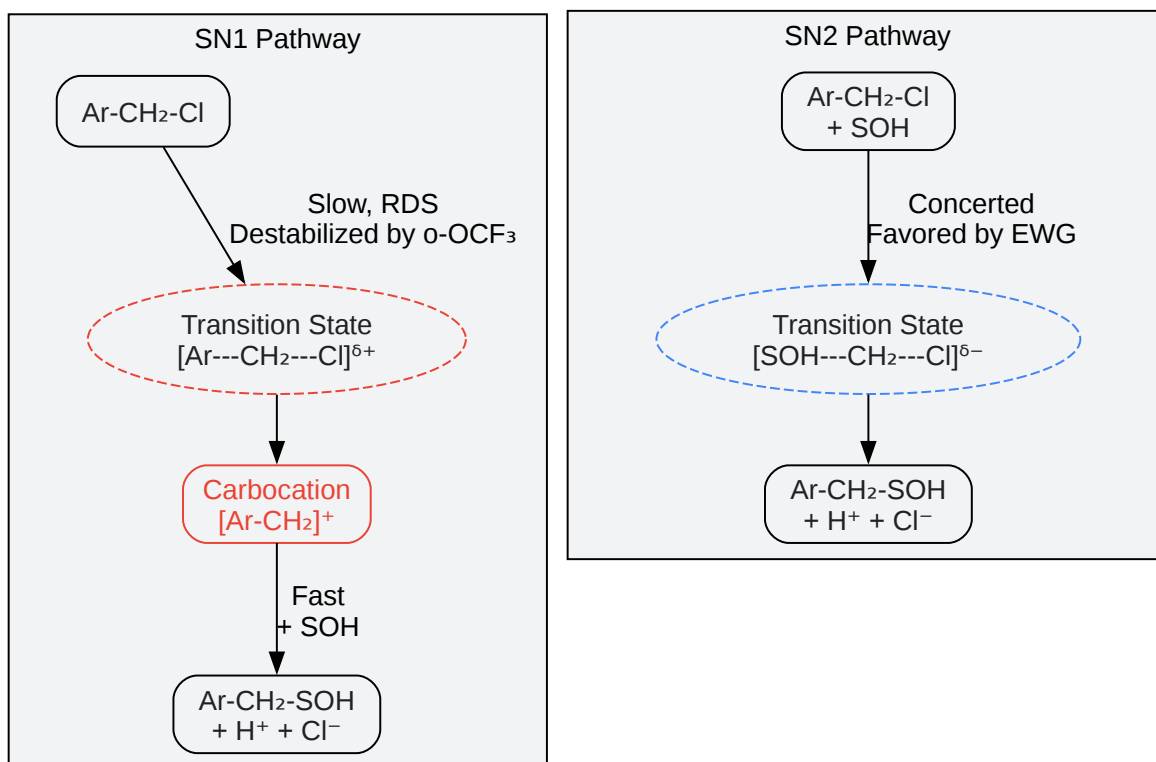 SN1 Pathway
Ar-CH₂-Cl
Slow, RDS
Destabilized by o-OCF₃
Transition State
[Ar---CH₂---Cl]ᵟ⁺
Carbocation
[Ar-CH₂]⁺
Fast
+ SOH
Ar-CH₂-SOH
+ H⁺ + Cl⁻
SN2 Pathway
Ar-CH₂-Cl
+ SOH
Concerted
Favored by EWG
Transition State
[SOH---CH₂---Cl]ᵟ⁻
Ar-CH₂-SOH
+ H⁺ + Cl⁻